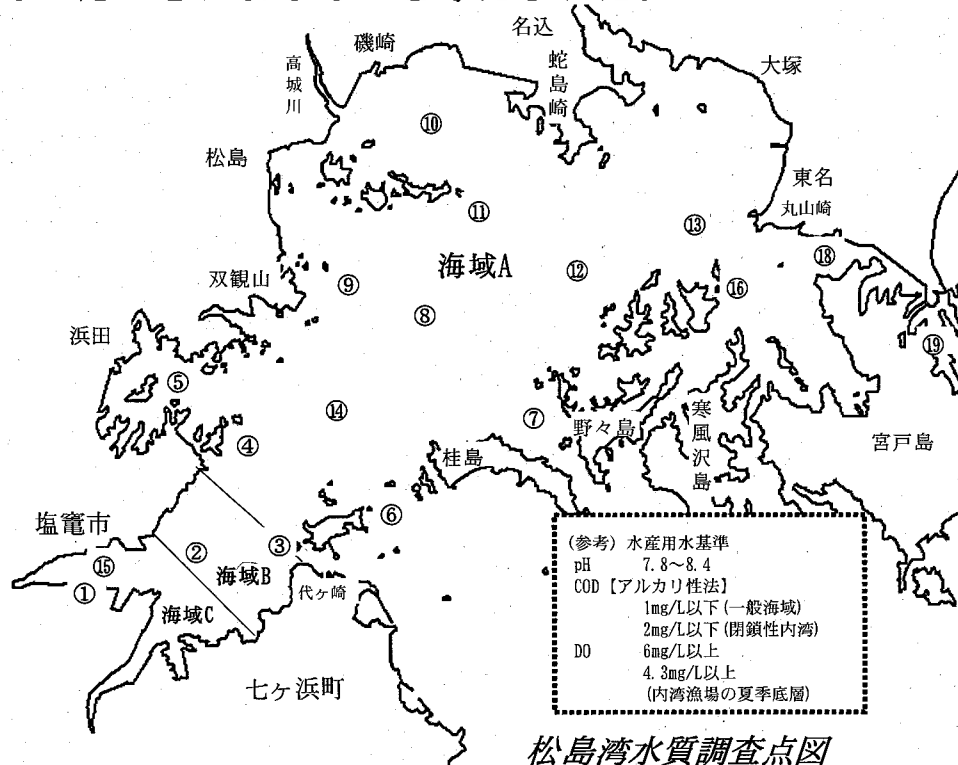 名込
磯崎
大塚
蛇島崎
高城川
⑩
松島
東名
丸山崎
⑪
⑬
⑱
海域A
⑫
双観山
⑨
⑯
⑧
浜田
⑲
⑤
⑭
⑦
寒風沢島
野々島
④
宮戸島
桂島
⑥
塩竈市
②
③
⑮
海域B
①
代ヶ崎
海域C
七ヶ浜町
(参考) 水産用水基準
pH 7.8～8.4
COD【アルカリ性法】
1mg/L以下(一般海域)
2mg/L以下(閉鎖性内湾)
DO 6mg/L以上
4.3mg/L以上
(内湾漁場の夏季底層)
松島湾水質調査点図